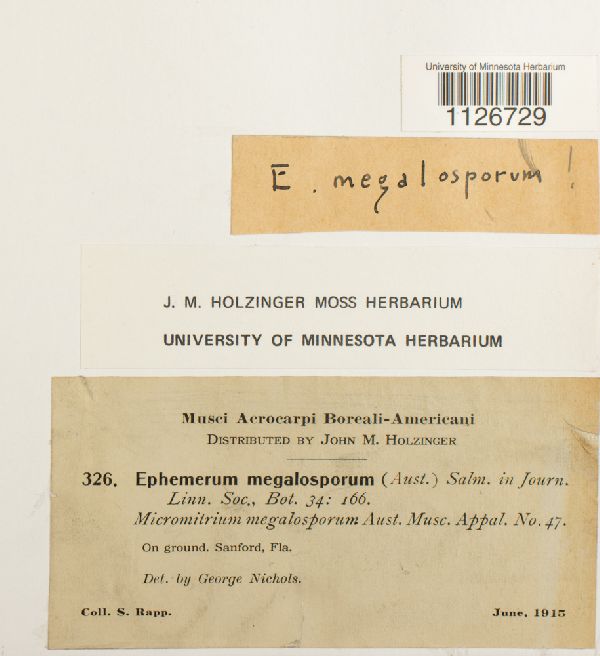 University of Minnesota Herbarium
1126729
E. megalosporum !
J. M. HOLZINGER MOSS HERBARIUM
UNIVERSITY OF MINNESOTA HERBARIUM
Musci Acrocarpi Boreali-Americani
DISTRIBUTED BY JOHN M. HOLZINGER
326. Ephemerum megalosporum (Aust.) Salm. in Journ.
Linn. Soc., Bot. 34: 166.
Micromitrium megalosporum Aust. Musc. Appal. No. 47.
On ground. Sanford, Fla.
Det. by George Nichols.
Coll. S. Rapp. June, 1915